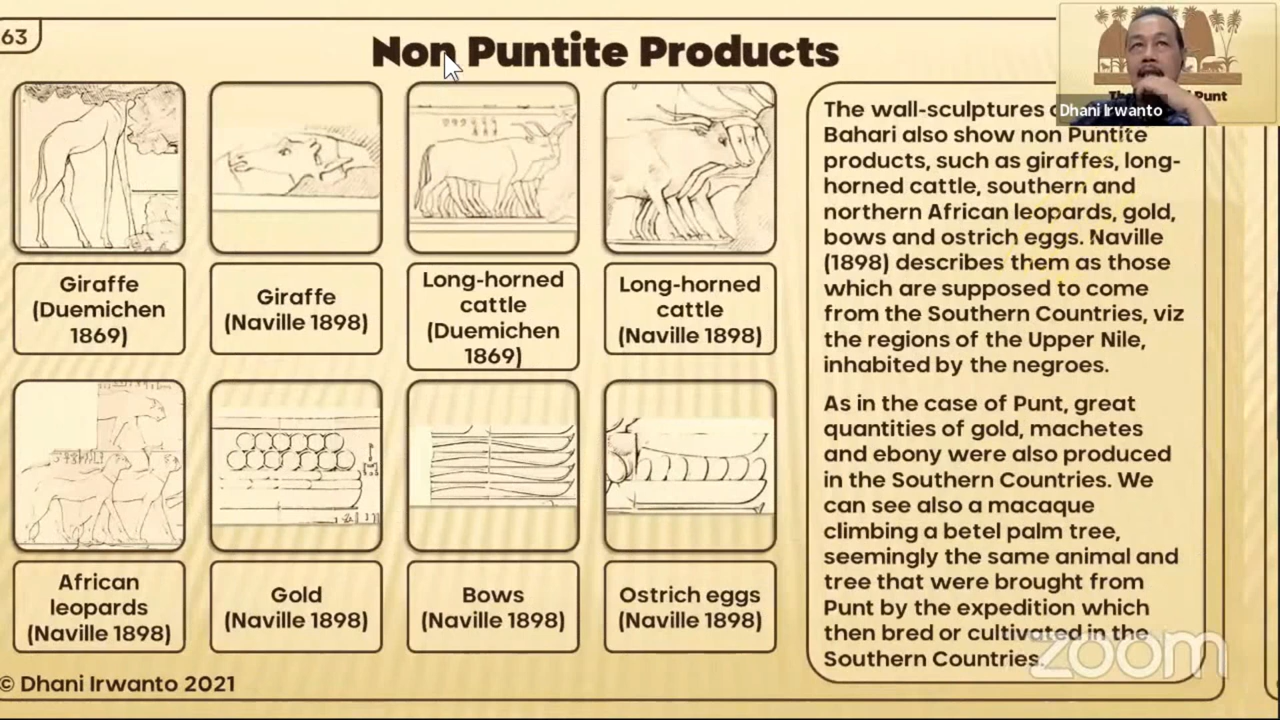 63
Non Puntite Products
Giraffe
(Duemichen
1869)
Giraffe
(Naville 1898)
Long-horned
cattle
(Duemichen
1869)
Long-horned
cattle
(Naville 1898)
African
leopards
(Naville 1898)
Gold
(Naville 1898)
Bows
(Naville 1898)
Ostrich eggs
(Naville 1898)
The wall-sculptures
Bahari also show non Puntite
products, such as giraffes, long-
horned cattle, southern and
northern African leopards, gold,
bows and ostrich eggs. Naville
(1898) describes them as those
which are supposed to come
from the Southern Countries, viz
the regions of the Upper Nile,
inhabited by the negroes.
As in the case of Punt, great
quantities of gold, machetes
and ebony were also produced
in the Southern Countries. We
can see also a macaque
climbing a betel palm tree,
seemingly the same animal and
tree that were brought from
Punt by the expedition which
then bred or cultivated in the
Southern Countries.
Punt
Dhani Irwanto
zoom
© Dhani Irwanto 2021